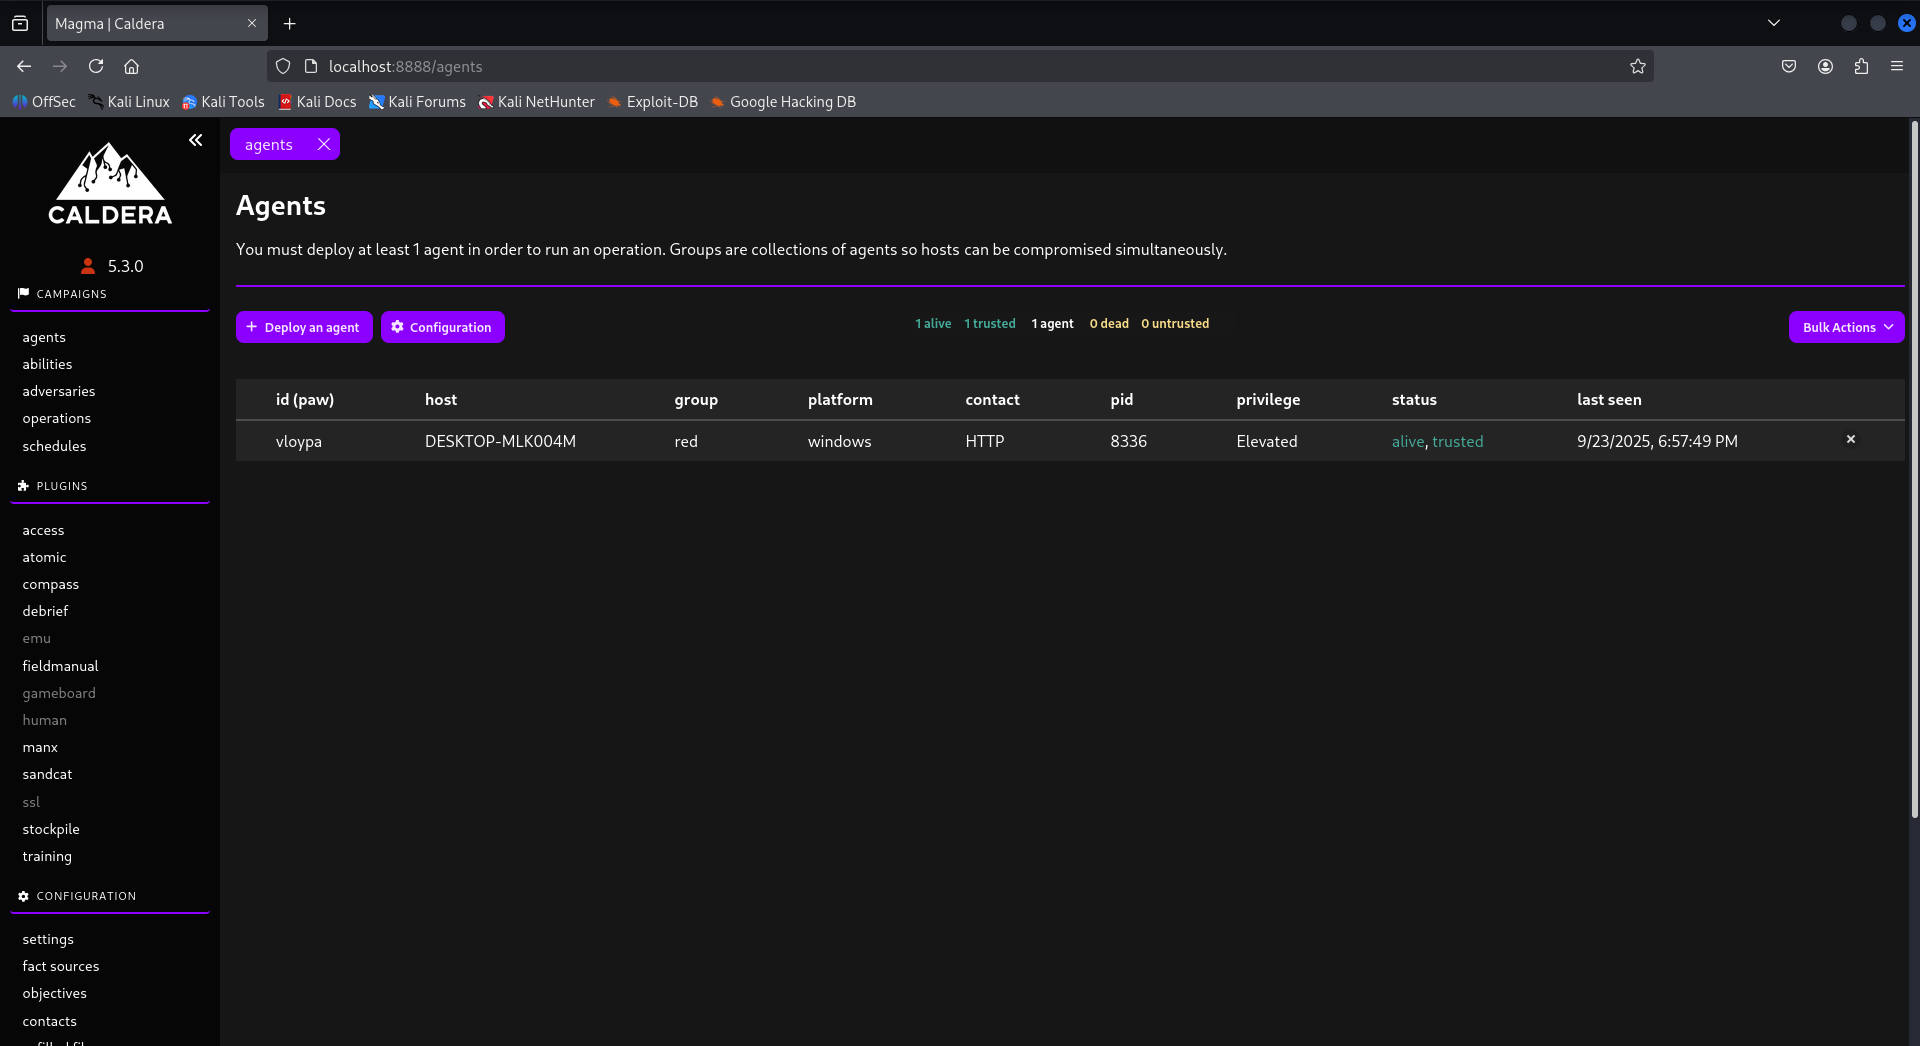 Magma | Caldera
localhost:8888/agents
OffSec Kali Linux Kali Tools Kali Docs Kali Forums Kali NetHunter Exploit-DB Google Hacking DB
CALDERA
5.3.0
CAMPAIGNS
agents
abilities
adversaries
operations
schedules
PLUGINS
access
atomic
compass
debrief
emu
fieldmanual
gameboard
human
manx
sandcat
ssl
stockpile
training
CONFIGURATION
settings
fact sources
objectives
contacts
agents
Agents
You must deploy at least 1 agent in order to run an operation. Groups are collections of agents so hosts can be compromised simultaneously.
Deploy an agent Configuration 1 alive 1 trusted 1 agent 0 dead 0 untrusted Bulk Actions
id (paw) host group platform contact pid privilege status last seen
vloypa DESKTOP-MLK004M red windows HTTP 8336 Elevated alive, trusted 9/23/2025, 6:57:49 PM